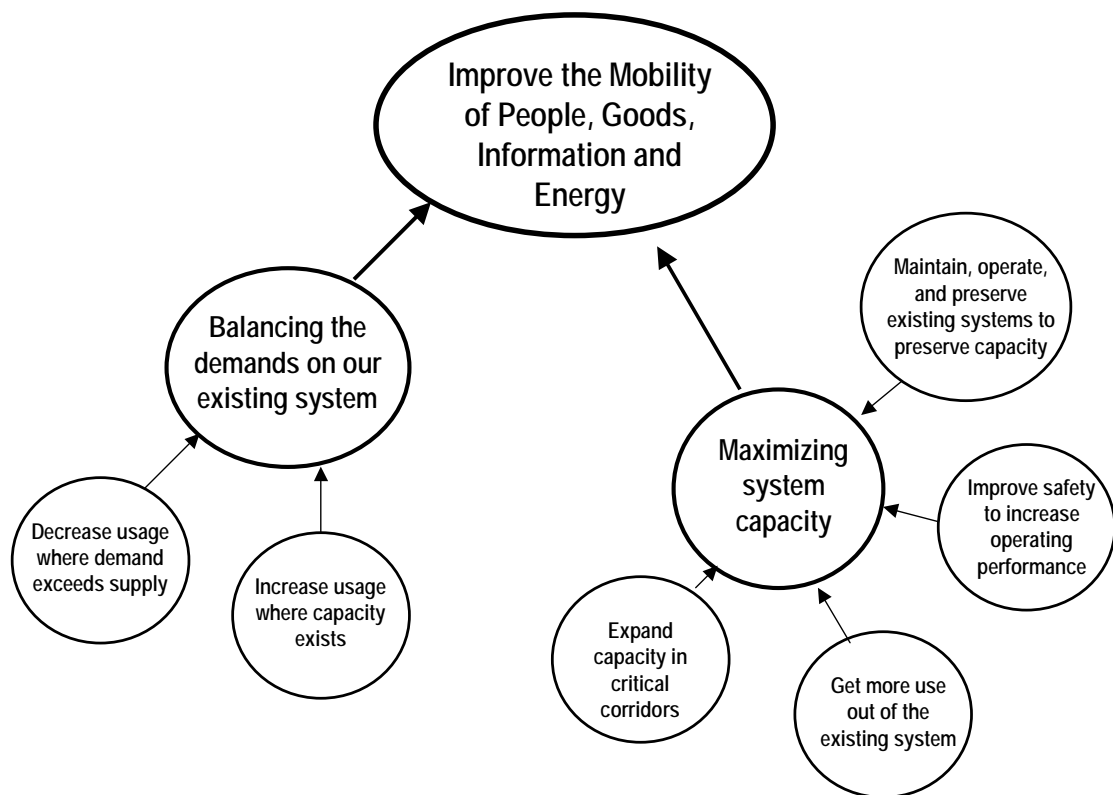 Improve the Mobility
of People, Goods,
Information and
Energy
Balancing the
demands on our
existing system
Decrease usage
where demand
exceeds supply
Increase usage
where capacity
exists
Maximizing
system
capacity
Maintain, operate,
and preserve
existing systems to
preserve capacity
Improve safety
to increase
operating
performance
Expand
capacity in
critical
corridors
Get more use
out of the
existing system